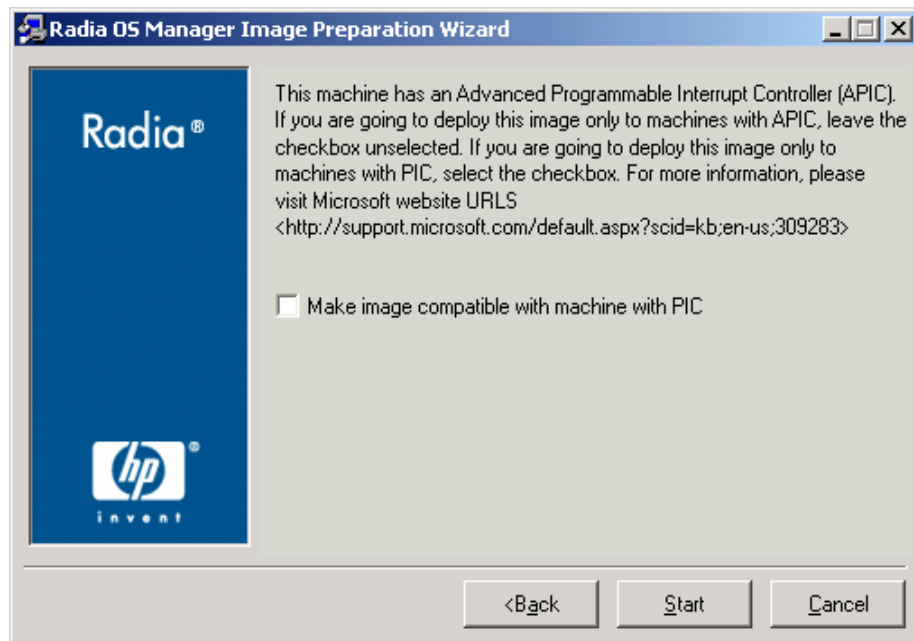 Radia OS Manager Image Preparation Wizard
Radia®
This machine has an Advanced Programmable Interrupt Controller (APIC).
If you are going to deploy this image only to machines with APIC, leave the
checkbox unselected. If you are going to deploy this image only to
machines with PIC, select the checkbox. For more information, please
visit Microsoft website URLS
<http://support.microsoft.com/default.aspx?scid=kb;en-us;309283>
Make image compatible with machine with PIC
hp®
invent
<Back
Start
Cancel